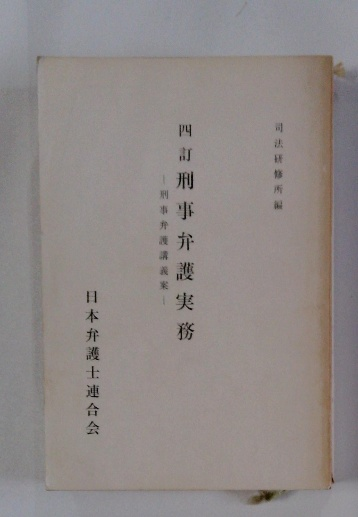 司法研修所編
四訂 刑事弁護実務
―刑事弁護講義案―
日本弁護士連合会